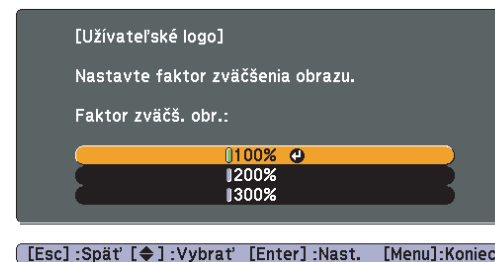 [Užívateľské logo]
Nastavte faktor zväčšenia obrazu.
Faktor zväčš. obr.:
100%
200%
300%
[Esc] :Späť [◆] :Vybrať [Enter] :Nast. [Menu]:Koniec